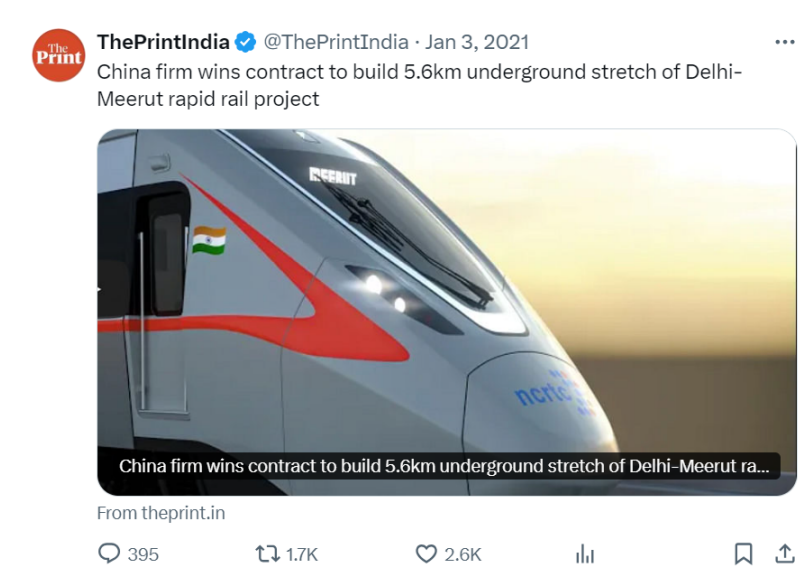 The
Print
ThePrintIndia @ThePrintIndia · Jan 3, 2021
China firm wins contract to build 5.6km underground stretch of Delhi-
Meerut rapid rail project
MEERUT
ncrtc
China firm wins contract to build 5.6km underground stretch of Delhi-Meerut ra...
From theprint.in
395 1.7K 2.6K